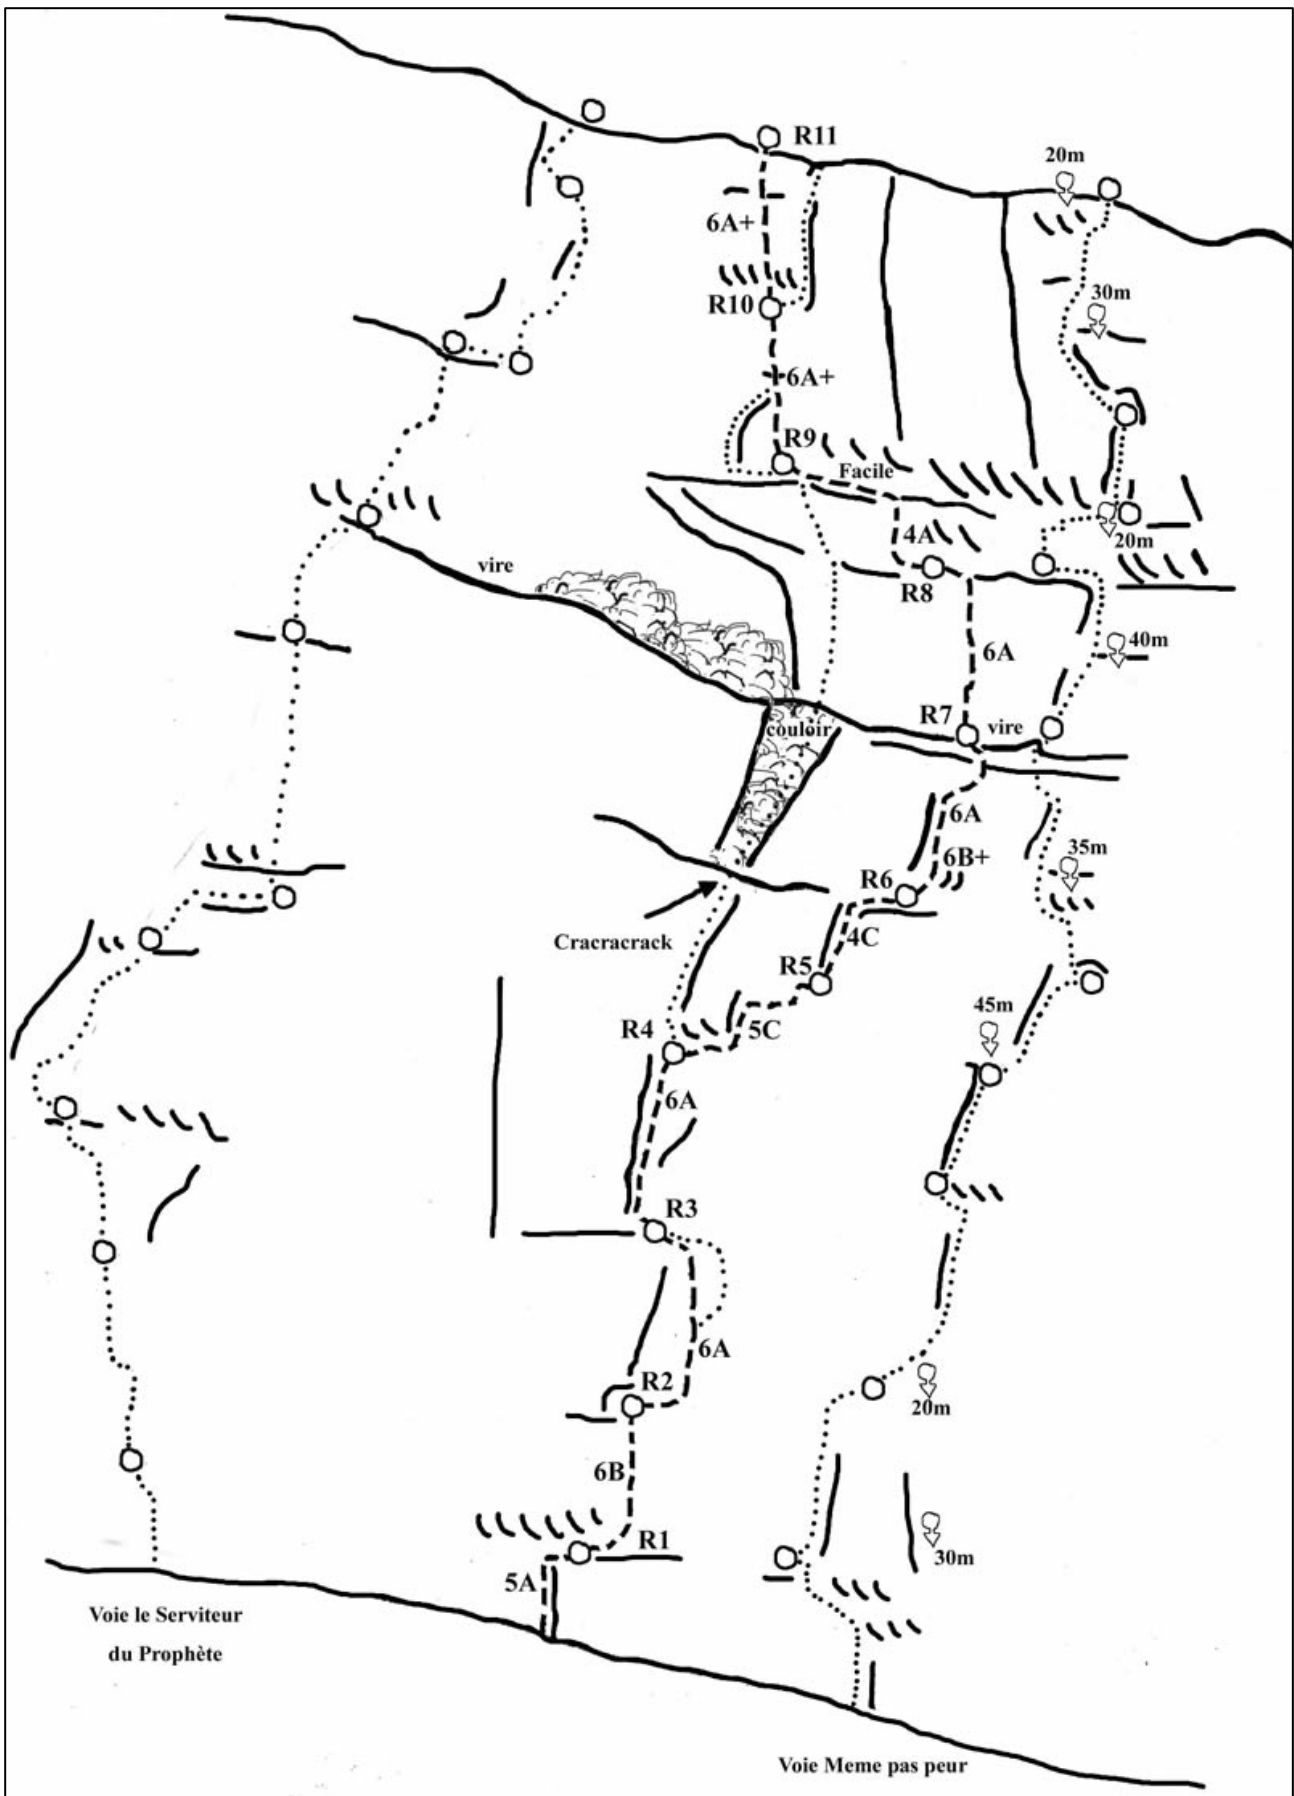 R11
20m
6A+
30m
R10
6A+
R9
Facile
4A
20m
vire
R8
40m
6A
R7
vire
couloir
6A
35m
6B+
R6
4C
Cracracrack
R5
45m
R4
5C
6A
R3
6A
R2
20m
6B
R1
30m
5A
Voie le Serviteur
du Prophète
Voie Meme pas peur